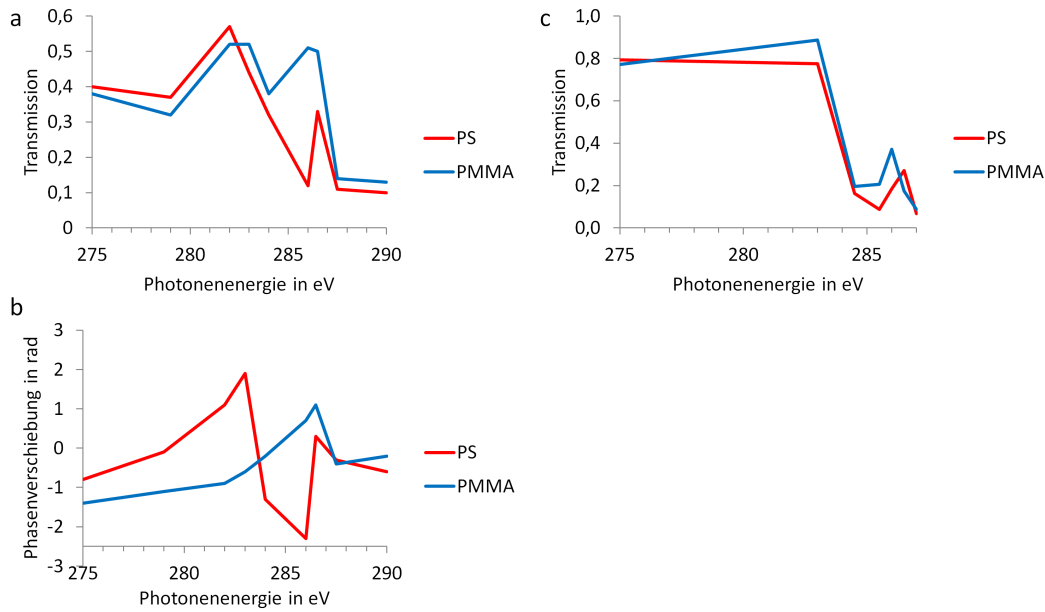 a
0,6
0,5
0,4
0,3
0,2
0,1
0
Transmission
275 280 285 290
Photonenenergie in eV
PS
PMMA
c
1,0
0,8
0,6
0,4
0,2
0,0
Transmission
275 280 285
Photonenenergie in eV
PS
PMMA
b
3
2
1
0
-1
-2
-3
Phasenverschiebung in rad
275 280 285 290
Photonenenergie in eV
PS
PMMA